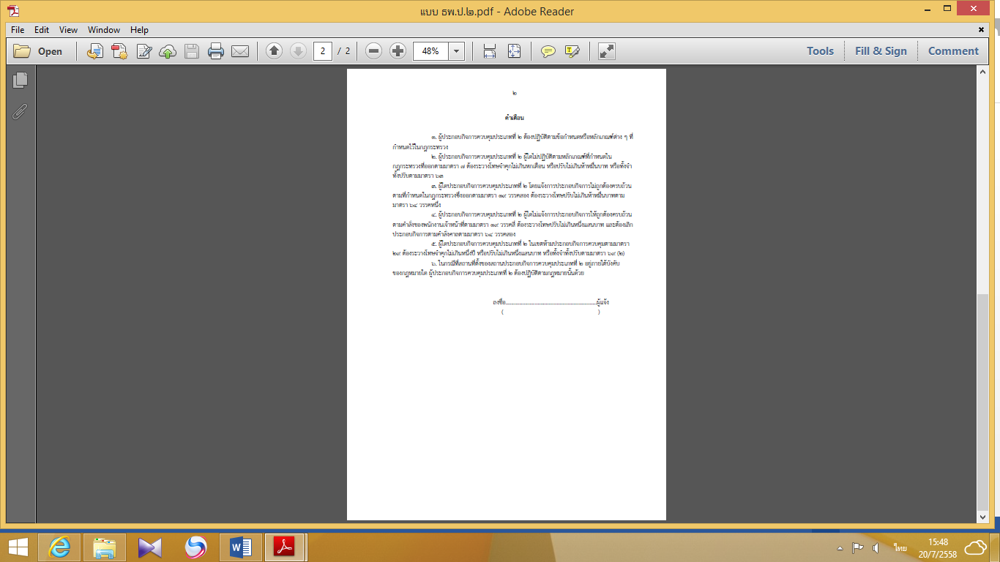 แบบ ธพ.ป.๒.pdf - Adobe Reader
File Edit View Window Help
Open 2 / 2 48% Tools Fill & Sign Comment
๒
คำเตือน
๑. ผู้ประกอบกิจการควบคุมประเภทที่ ๒ ต้องปฏิบัติตามข้อกำหนดหรือหลักเกณฑ์ต่าง ๆ ที่
กำหนดไว้ในกฎกระทรวง
๒. ผู้ประกอบกิจการควบคุมประเภทที่ ๒ ผู้ใดไม่ปฏิบัติตามหลักเกณฑ์ที่กำหนดใน
กฎกระทรวงที่ออกตามมาตรา ๗ ต้องระวางโทษจำคุกไม่เกินหกเดือน หรือปรับไม่เกินห้าหมื่นบาท หรือทั้งจำ
ทั้งปรับตามมาตรา ๖๓
๓. ผู้ใดประกอบกิจการควบคุมประเภทที่ ๒ โดยแจ้งการประกอบกิจการไม่ถูกต้องครบถ้วน
ตามที่กำหนดในกฎกระทรวงซึ่งออกตามมาตรา ๑๙ วรรคสอง ต้องระวางโทษปรับไม่เกินห้าหมื่นบาทตาม
มาตรา ๖๔ วรรคหนึ่ง
๔. ผู้ประกอบกิจการควบคุมประเภทที่ ๒ ผู้ใดไม่แจ้งการประกอบกิจการให้ถูกต้องครบถ้วน
ตามคำสั่งของพนักงานเจ้าหน้าที่ตามมาตรา ๑๙ วรรคสี่ ต้องระวางโทษปรับไม่เกินหนึ่งแสนบาท และต้องเลิก
ประกอบกิจการตามคำสั่งศาลตามมาตรา ๖๔ วรรคสอง
๕. ผู้ใดประกอบกิจการควบคุมประเภทที่ ๒ ในเขตห้ามประกอบกิจการควบคุมตามมาตรา
๒๙ ต้องระวางโทษจำคุกไม่เกินหนึ่งปี หรือปรับไม่เกินหนึ่งแสนบาท หรือทั้งจำทั้งปรับตามมาตรา ๖๙ (๒)
๖. ในกรณีที่สถานที่ตั้งของสถานประกอบกิจการควบคุมประเภทที่ ๒ อยู่ภายใต้บังคับ
ของกฎหมายใด ผู้ประกอบกิจการควบคุมประเภทที่ ๒ ต้องปฏิบัติตามกฎหมายนั้นด้วย
ลงชื่อ............................................................ผู้แจ้ง
( )
ไทย 15:48
20/7/2558